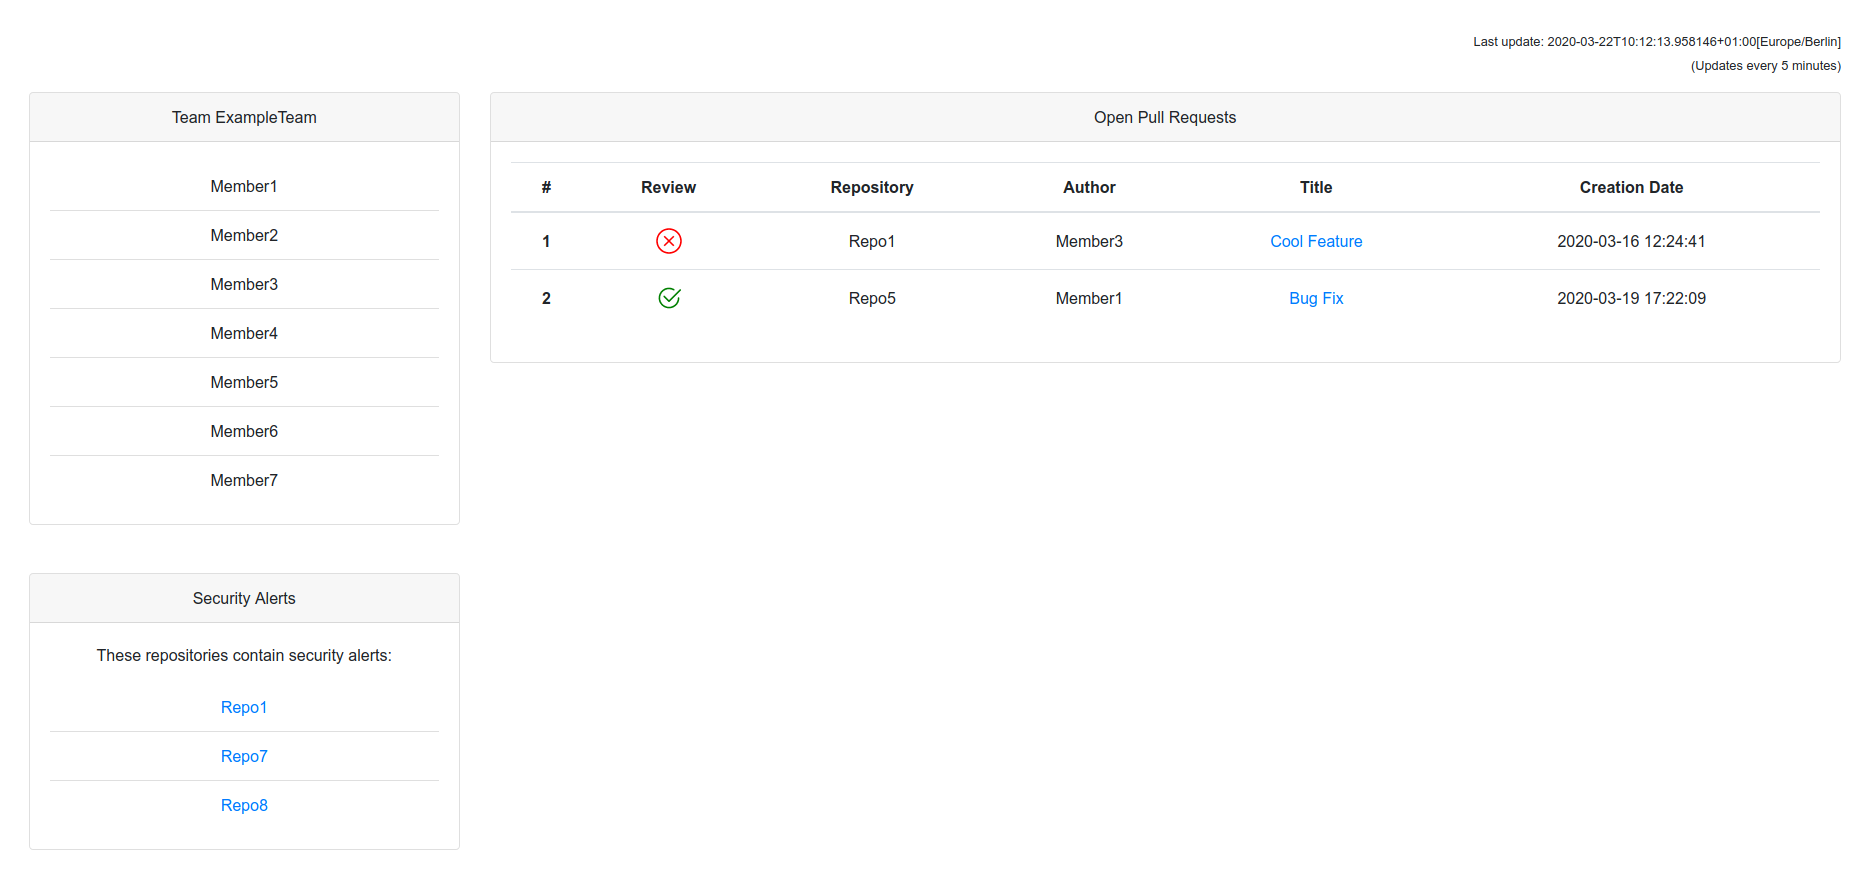 Last update: 2020-03-22T10:12:13.958146+01:00[Europe/Berlin]
(Updates every 5 minutes)
Team ExampleTeam
Member1
Member2
Member3
Member4
Member5
Member6
Member7
Security Alerts
These repositories contain security alerts:
Repo1
Repo7
Repo8
Open Pull Requests
# Review Repository Author Title Creation Date
1 Repo1 Member3 Cool Feature 2020-03-16 12:24:41
2 Repo5 Member1 Bug Fix 2020-03-19 17:22:09